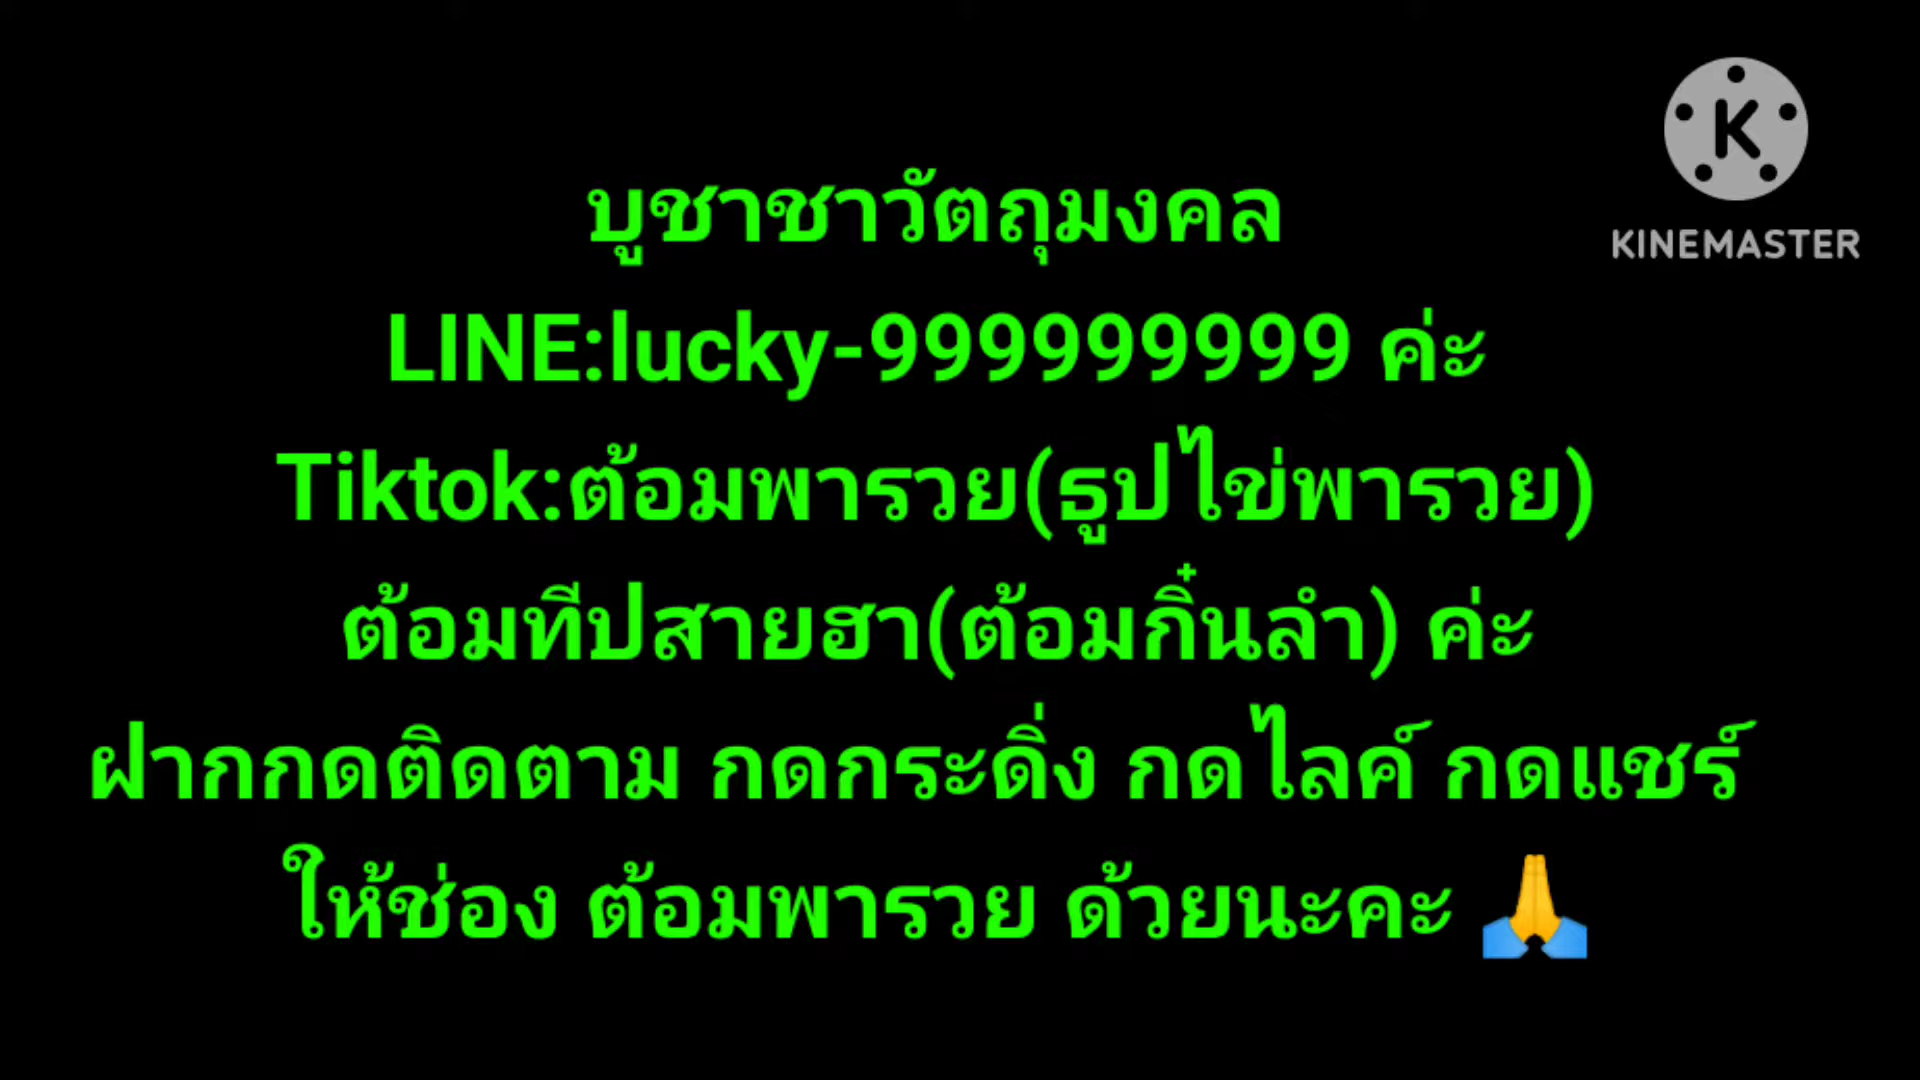 บูชาชาวัตถุมงคล
KINEMASTER
LINE:lucky-999999999 ค่ะ
Tiktok:ต้อมพารวย(ธูปไข่พารวย)
ต้อมทีปสายฮา(ต้อมกิ๋นลำ) ค่ะ
ฝากกดติดตาม กดกระดิ่ง กดไลค์ กดแชร์
ให้ช่อง ต้อมพารวย ด้วยนะคะ 🙏